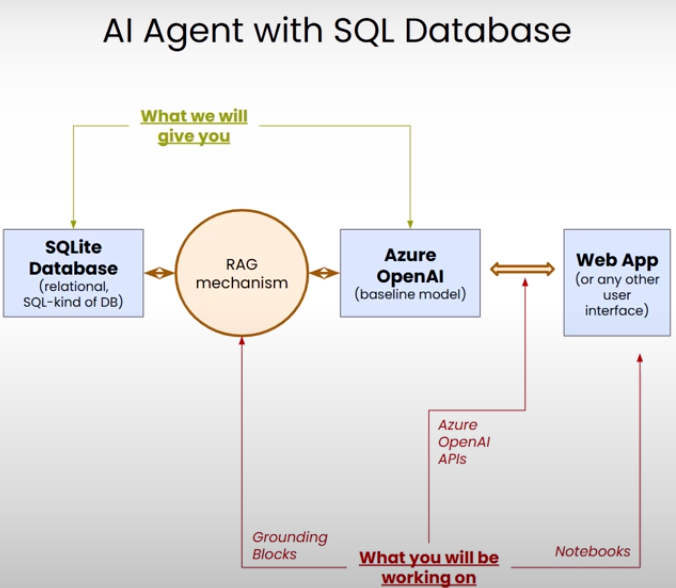 AI Agent with SQL Database
What we will
give you
SQLite
Database
(relational,
SQL-kind of DB)
RAG
mechanism
Azure
OpenAI
(baseline model)
Web App
(or any other
user
interface)
Azure
OpenAI
APIs
Grounding
Blocks
What you will be
working on
Notebooks